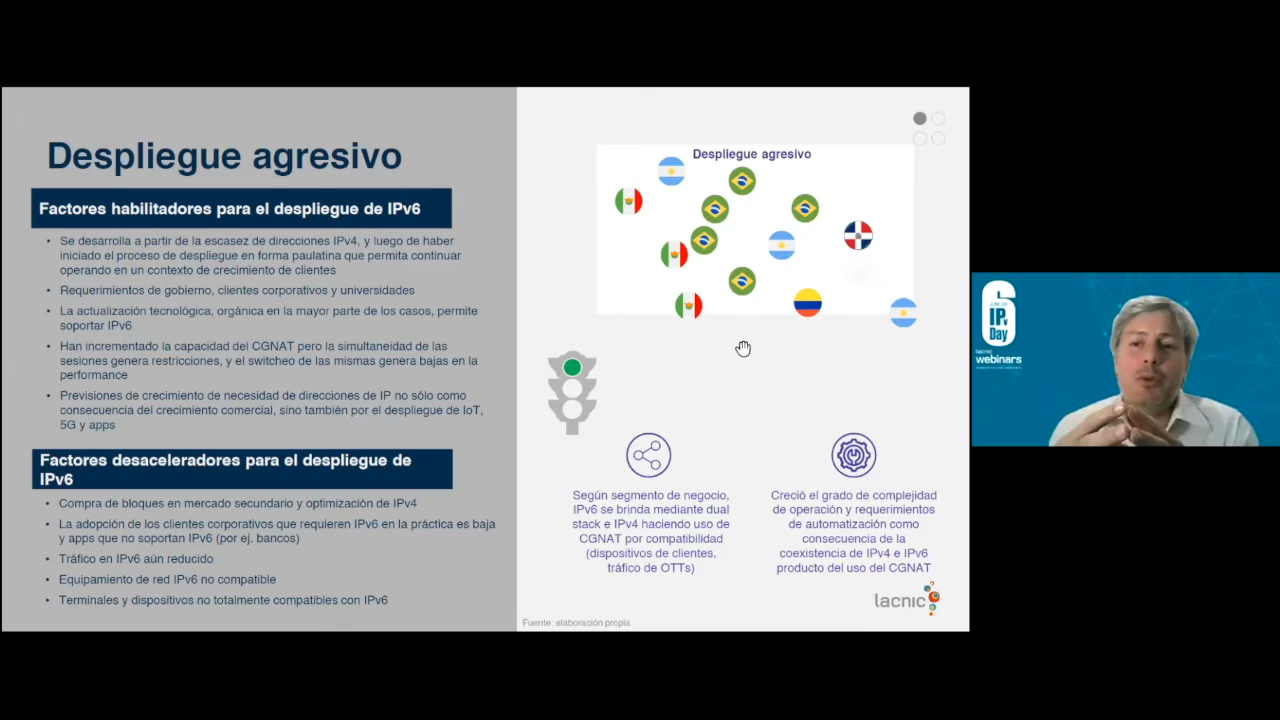 Despliegue agresivo
Factores habilitadores para el despliegue de IPv6
• Se desarrolla a partir de la escasez de direcciones IPv4, y luego de haber
iniciado el proceso de despliegue en forma paulatina que permita continuar
operando en un contexto de crecimiento de clientes
• Requerimientos de gobierno, clientes corporativos y universidades
• La actualización tecnológica, orgánica en la mayor parte de los casos, permite
soportar IPv6
• Han incrementado la capacidad del CGNAT pero la simultaneidad de las
sesiones genera restricciones, y el switcheo de las mismas genera bajas en la
performance
• Previsiones de crecimiento de necesidad de direcciones de IP no sólo como
consecuencia del crecimiento comercial, sino también por el despliegue de IoT,
5G y apps
Factores desaceleradores para el despliegue de
IPv6
• Compra de bloques en mercado secundario y optimización de IPv4
• La adopción de los clientes corporativos que requieren IPv6 en la práctica es baja
y apps que no soportan IPv6 (por ej. bancos)
• Tráfico en IPv6 aún reducido
• Equipamiento de red IPv6 no compatible
• Terminales y dispositivos no totalmente compatibles con IPv6
Despliegue agresivo
Según segmento de negocio,
IPv6 se brinda mediante dual
stack e IPv4 haciendo uso de
CGNAT por compatibilidad
(dispositivos de clientes,
tráfico de OTTs)
Creció el grado de complejidad
de operación y requerimientos
de automatización como
consecuencia de la
coexistencia de IPv4 e IPv6
producto del uso del CGNAT
lacnic
Fuente: elaboración propia
6
IPv
Day
lacnic
webinars